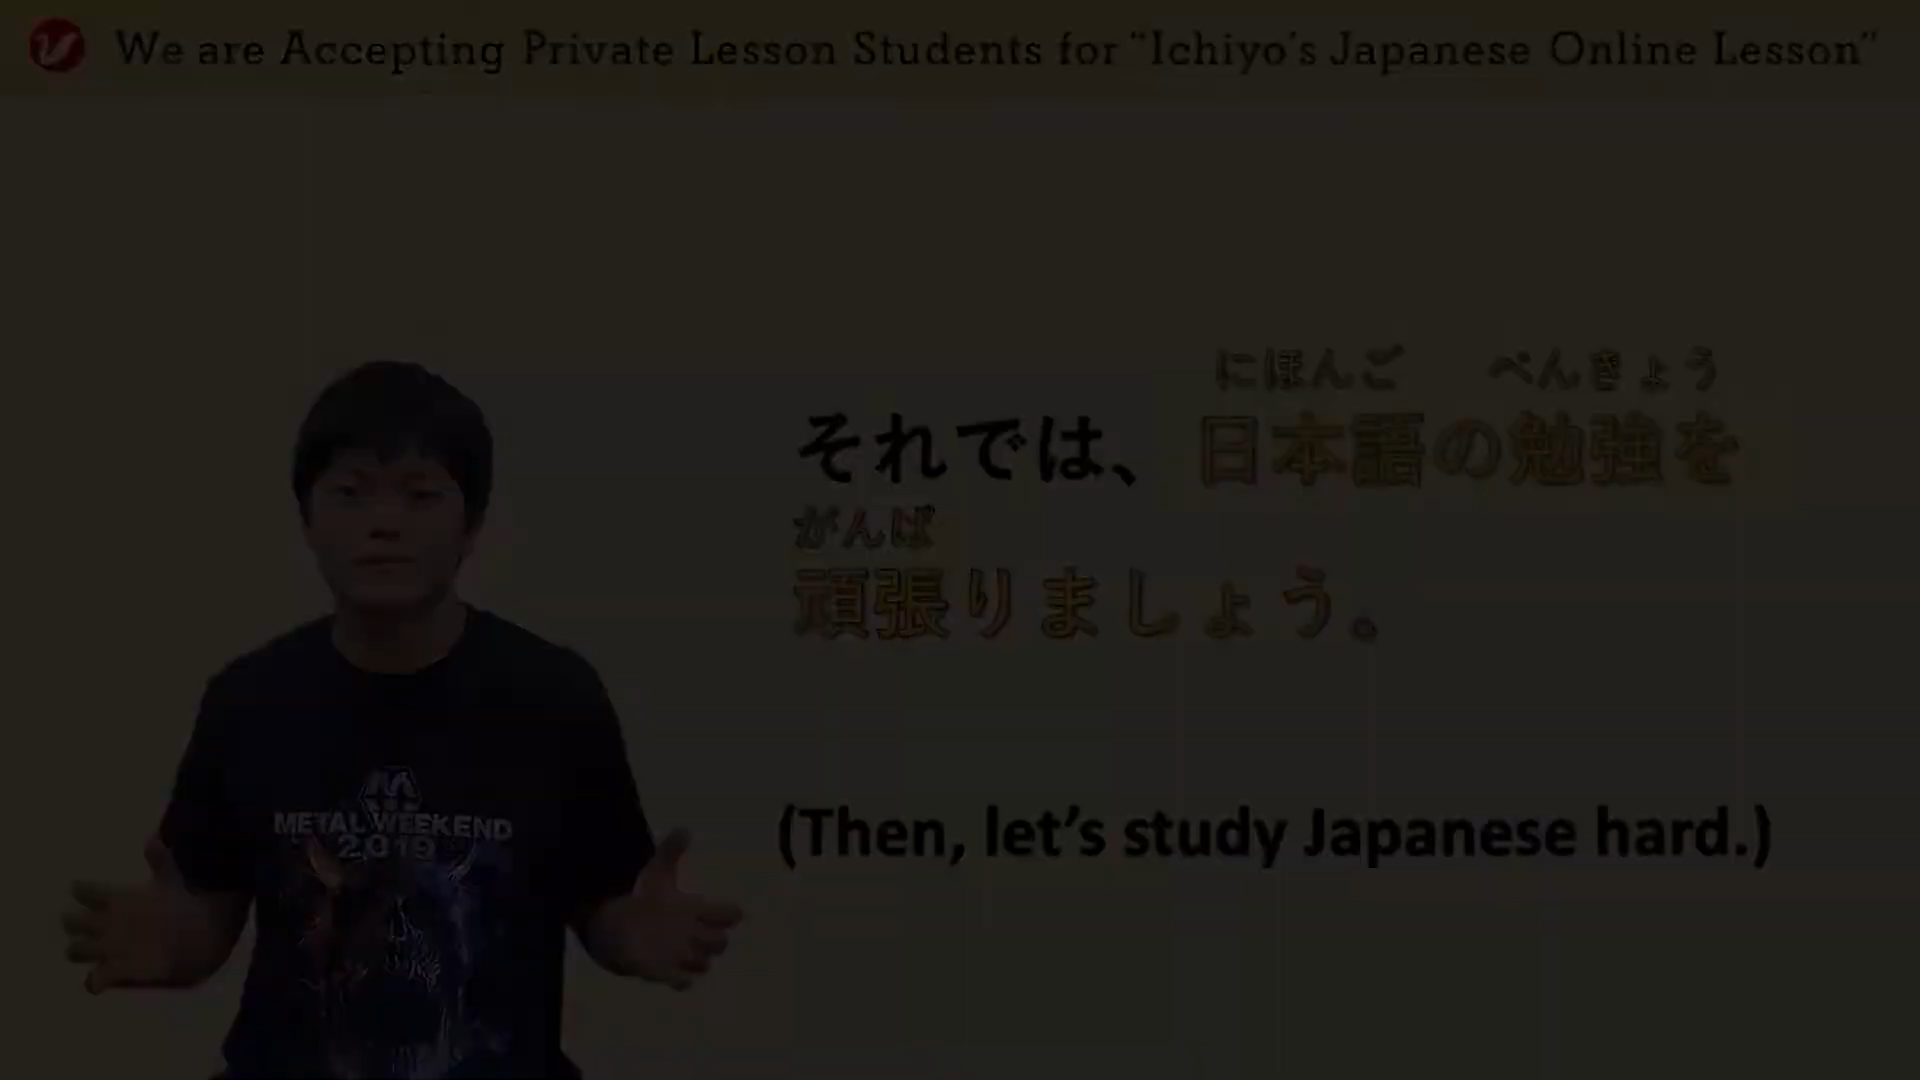 We are Accepting Private Lesson Students for “Ichiyo’s Japanese Online Lesson”
にほんご べんきょう
それでは、日本語の勉強を
がんば
頑張りましょう。
(Then, let’s study Japanese hard.)
METAL WEEKEND
2019